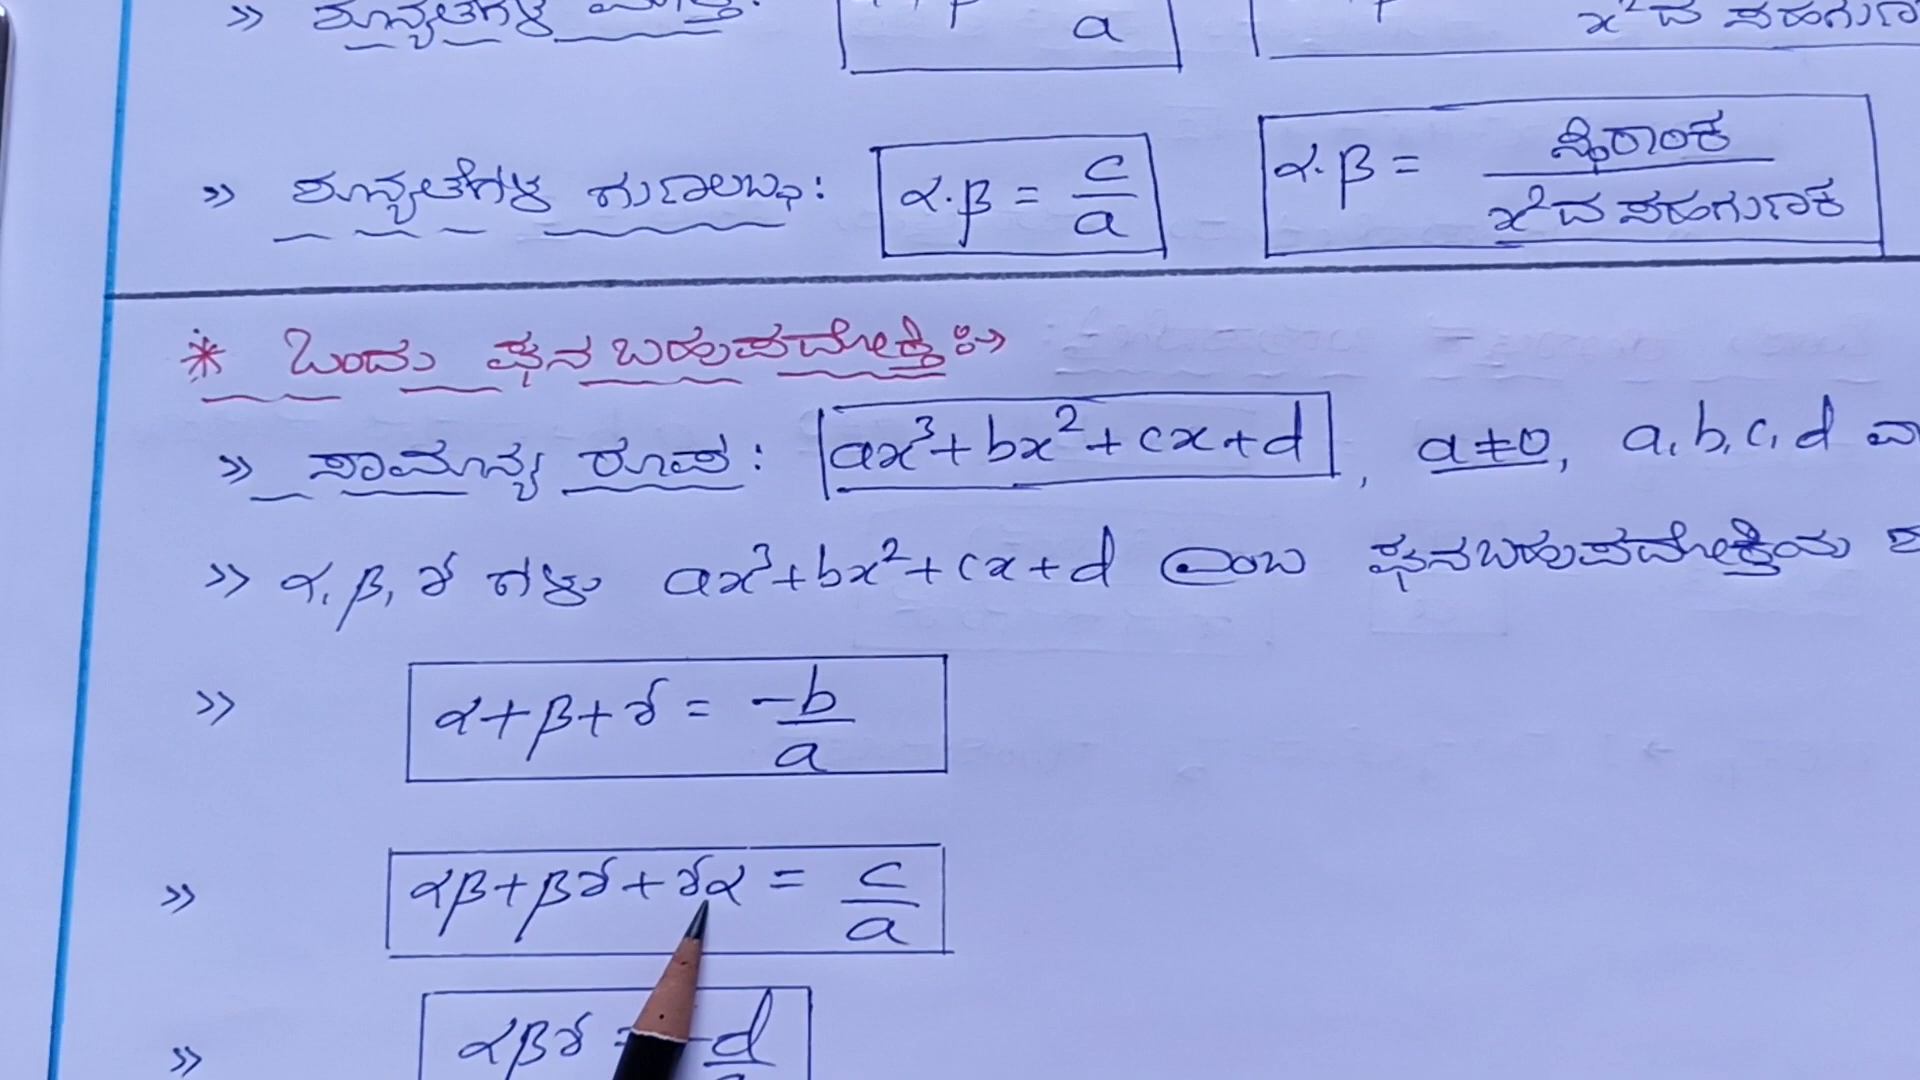 » ಶೂನ್ಯತೆಗಳ ಮೊತ್ತ: a x²ದ ಸಹಗುಣಾ
» ಶೂನ್ಯತೆಗಳ ಗುಣಲಬ್ಧ: α.β = c/a α.β = ಸ್ಥಿರಾಂಕ/x²ದ ಸಹಗುಣಕ
* ಒಂದು ಘನ ಬಹುಪದೋಕ್ತಿ :→
» ಸಾಮಾನ್ಯ ರೂಪ : ax³+bx²+cx+d , a≠0, a,b,c,d ವಾ
» α, β, γ ಗಳು ax³+bx²+cx+d ಎಂಬ ಘನಬಹುಪದೋಕ್ತಿಯ ಶ
» α+β+γ = -b/a
» αβ+βγ+γα = c/a
» αβγ = -d/a